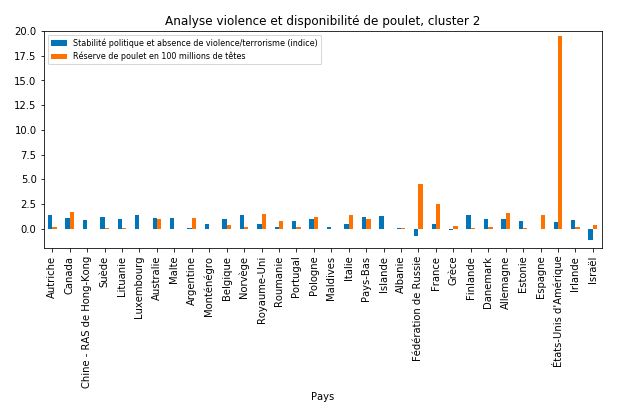 Analyse violence et disponibilité de poulet, cluster 2
Stabilité politique et absence de violence/terrorisme (indice)
Réserve de poulet en 100 millions de têtes
20.0
17.5
15.0
12.5
10.0
7.5
5.0
2.5
0.0
Autriche
Canada
Chine - RAS de Hong-Kong
Suède
Lituanie
Luxembourg
Australie
Malte
Argentine
Monténégro
Belgique
Norvège
Royaume-Uni
Roumanie
Portugal
Pologne
Maldives
Italie
Pays-Bas
Islande
Albanie
Fédération de Russie
France
Grèce
Finlande
Danemark
Allemagne
Estonie
Espagne
États-Unis d'Amérique
Irlande
Israël
Pays